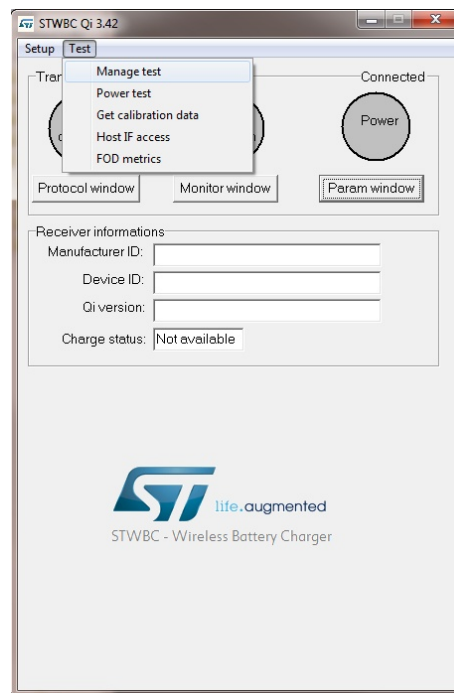 STWBC Qi 3.42
Setup Test
Manage test
Power test
Get calibration data
Host IF access
FOD metrics
Connected
Power
Protocol window
Monitor window
Param window
Receiver informations
Manufacturer ID:
Device ID:
Qi version:
Charge status: Not available
ST life.augmented
STWBC - Wireless Battery Charger